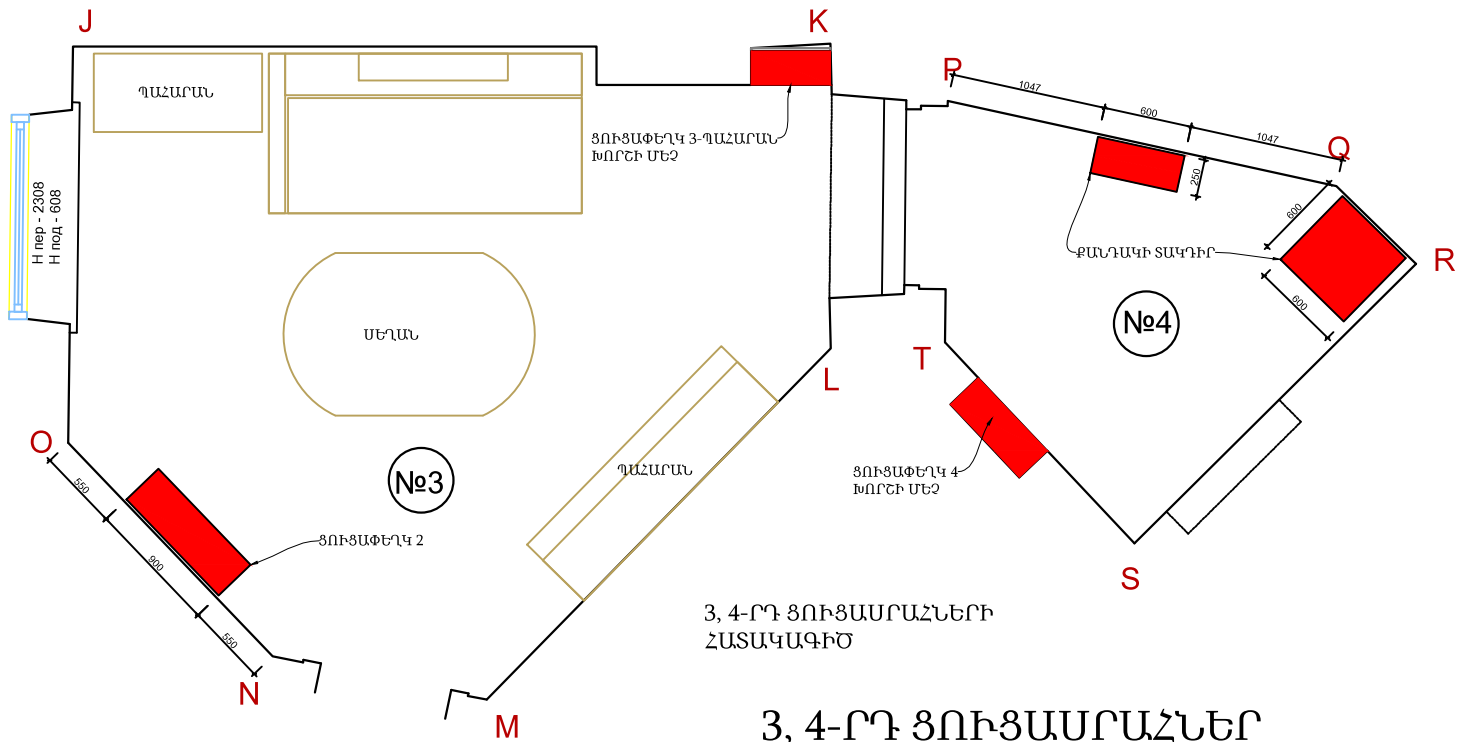 J
K
P
Q
R
1047
600
1047
250
600
600
ՊԱՀԱՐԱՆ
ՑՈՒՑԱՓԵՂԿ 3-ՊԱՀԱՐԱՆ
ԽՈՐՇԻ ՄԵՋ
H пер - 2308
H под - 608
ՔԱՆԴԱԿԻ ՏԱԿԴԻՐ
№4
ՍԵՂԱՆ
T
L
O
№3
ՊԱՀԱՐԱՆ
ՑՈՒՑԱՓԵՂԿ 4
ԽՈՐՇԻ ՄԵՋ
550
900
550
ՑՈՒՑԱՓԵՂԿ 2
S
N
M
3, 4-ՐԴ ՑՈՒՑԱՍՐԱՀՆԵՐԻ
ՀԱՏԱԿԱԳԻԾ
3, 4-ՐԴ ՑՈՒՑԱՍՐԱՀՆԵՐ